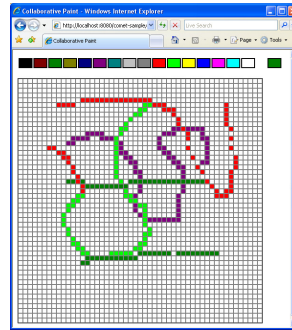 Collaborative Paint - Windows Internet Explorer
http://localhost:8080/comet-sample/
Live Search
Collaborative Paint
Page
Tools